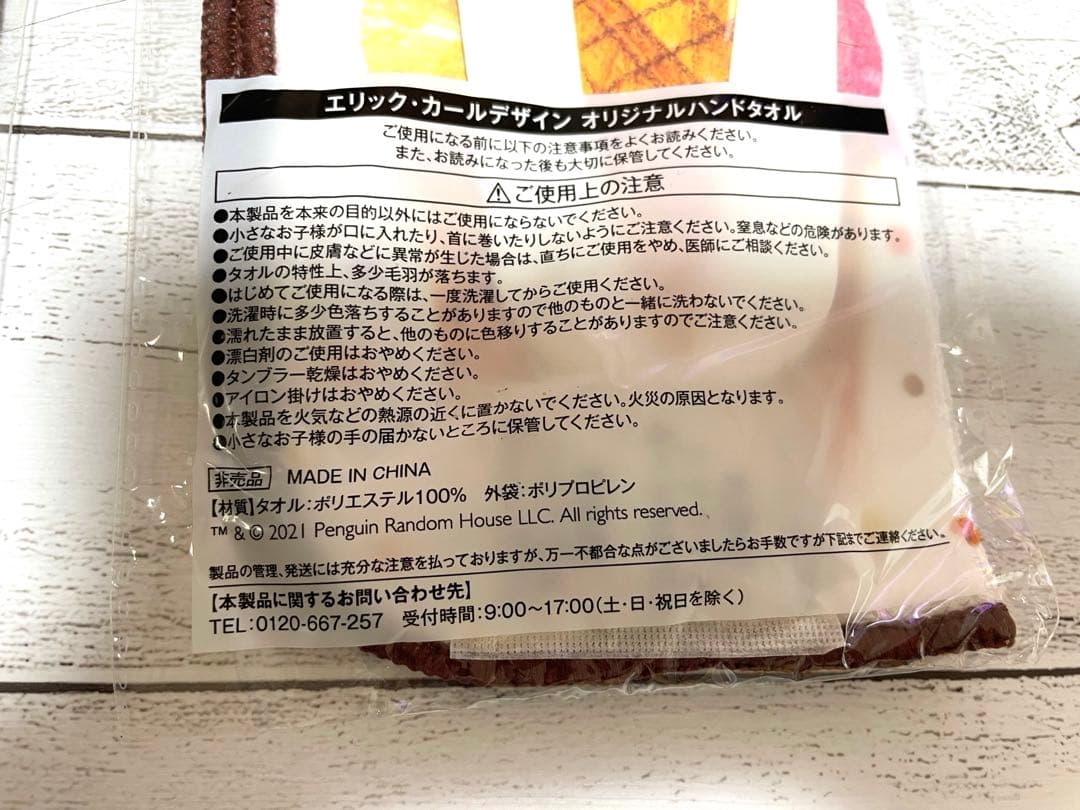 エリック・カールデザイン オリジナルハンドタオル
ご使用になる前に以下の注意事項をよくお読みください。
また、お読みになった後も大切に保管してください。
⚠ご使用上の注意
●本製品を本来の目的以外にはご使用にならないでください。
●小さなお子様が口に入れたり、首に巻いたりしないようにご注意ください。窒息などの危険があります。
●ご使用中に皮膚などに異常が生じた場合は、直ちにご使用をやめ、医師にご相談ください。
●タオルの特性上、多少毛羽が落ちます。
●はじめてご使用になる際は、一度洗濯してからご使用ください。
●洗濯時に多少色落ちすることがありますので他のものと一緒に洗わないでください。
●濡れたまま放置すると、他のものに色移りすることがありますのでご注意ください。
●漂白剤のご使用はおやめください。
●タンブラー乾燥はおやめください。
●アイロン掛けはおやめください。
●本製品を火気などの熱源の近くに置かないでください。火災の原因となります。
●小さなお子様の手の届かないところに保管してください。
非売品 MADE IN CHINA
【材質】タオル：ポリエステル100% 外袋：ポリプロピレン
™ & © 2021 Penguin Random House LLC. All rights reserved.
製品の管理、発送には充分な注意を払っておりますが、万一不都合な点がございましたらお手数ですが下記までご連絡ください。
【本製品に関するお問い合わせ先】
TEL：0120-667-257 受付時間：9:00〜17:00（土・日・祝日を除く）